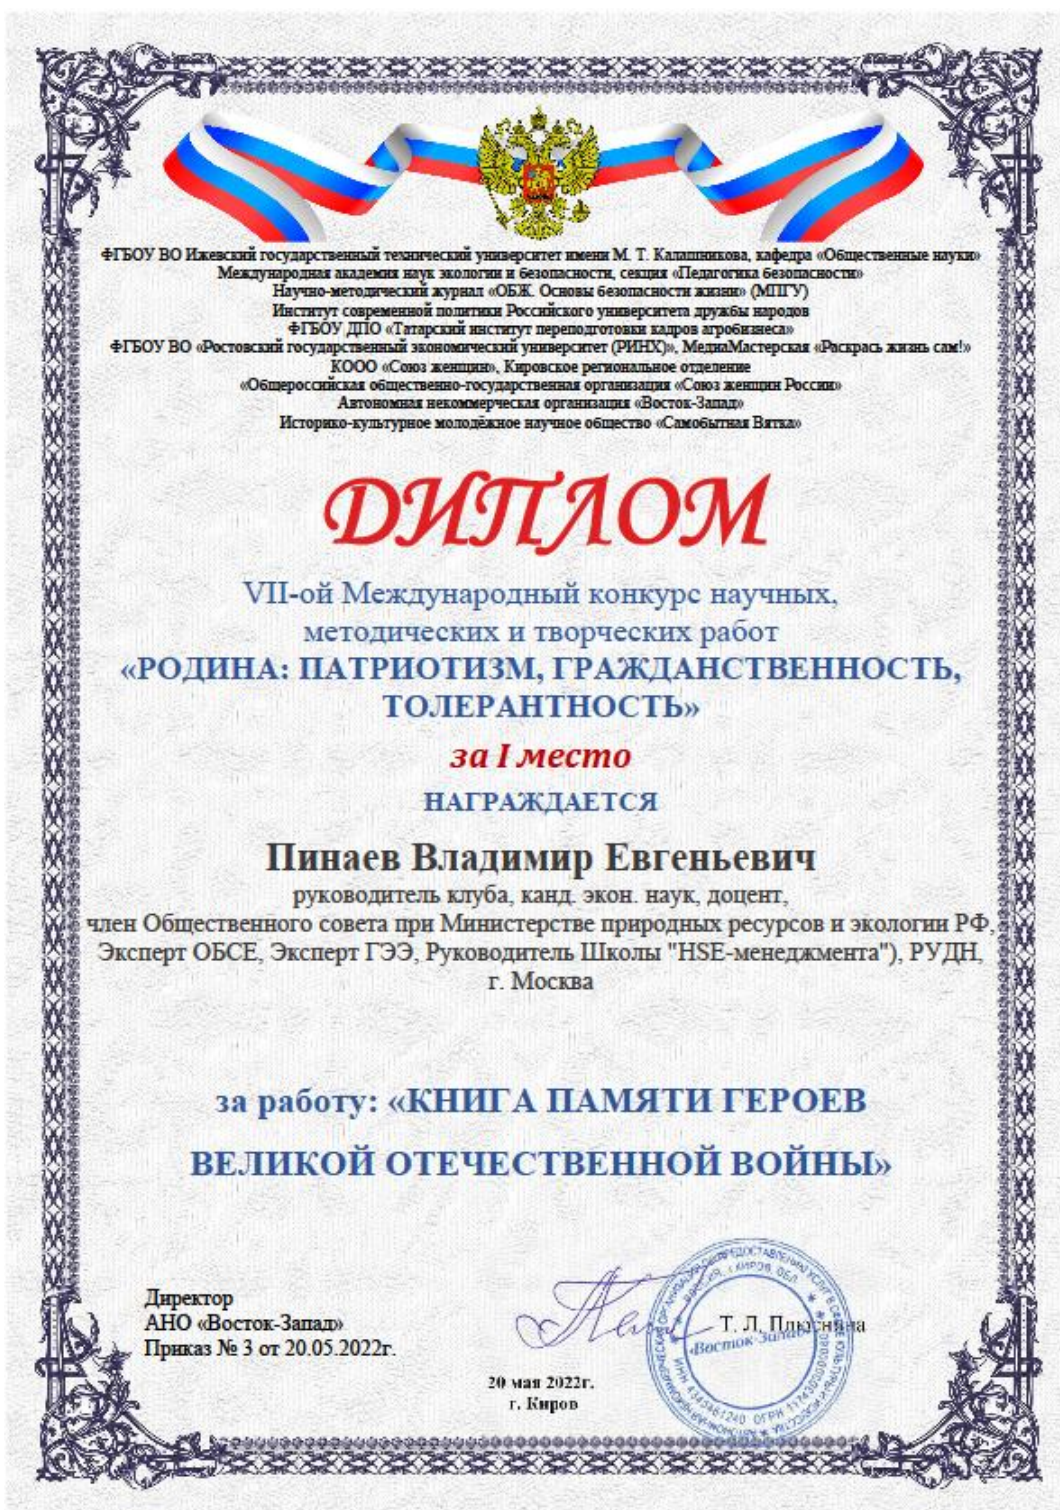 ФГБОУ ВО Ижевский государственный технический университет имени М. Т. Калашникова, кафедра «Общественные науки»
Международная академия наук экологии и безопасности, секция «Педагогика безопасности»
Научно-методический журнал «ОБЖ. Основы безопасности жизни» (МПГУ)
Институт современной политики Российского университета дружбы народов
ФГБОУ ДПО «Татарский институт переподготовки кадров агробизнеса»
ФГБОУ ВО «Ростовский государственный экономический университет (РИНХ)», МедиаМастерская «Раскрась жизнь сам!»
КООО «Союз женщин», Кировское региональное отделение
«Общероссийская общественно-государственная организация «Союз женщин России»
Автономная некоммерческая организация «Восток-Запад»
Историко-культурное молодёжное научное общество «Самобытная Вятка»
ДИПЛОМ
VII-ой Международный конкурс научных,
методических и творческих работ
«РОДИНА: ПАТРИОТИЗМ, ГРАЖДАНСТВЕННОСТЬ,
ТОЛЕРАНТНОСТЬ»
за I место
НАГРАЖДАЕТСЯ
Пинаев Владимир Евгеньевич
руководитель клуба, канд. экон. наук, доцент,
член Общественного совета при Министерстве природных ресурсов и экологии РФ,
Эксперт ОБСЕ, Эксперт ГЭЭ, Руководитель Школы "HSE-менеджмента"), РУДН,
г. Москва
за работу: «КНИГА ПАМЯТИ ГЕРОЕВ
ВЕЛИКОЙ ОТЕЧЕСТВЕННОЙ ВОЙНЫ»
Директор
АНО «Восток-Запад»
Приказ № 3 от 20.05.2022г.
Т. Л. Плюснина
«Восток-Запад»
20 мая 2022г.
г. Киров